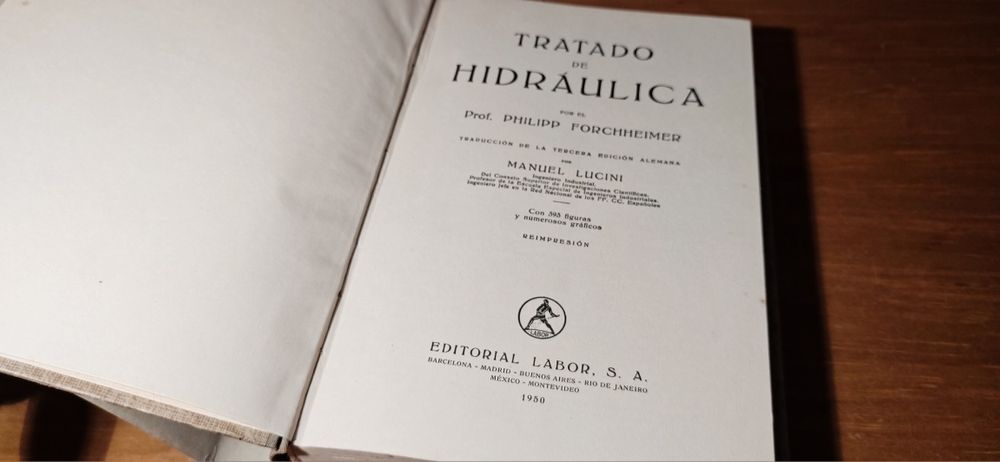 TRATADO
DE
HIDRÁULICA
POR EL
Prof. PHILIPP FORCHHEIMER
TRADUCCIÓN DE LA TERCERA EDICIÓN ALEMANA
POR
MANUEL LUCINI
Ingeniero Industrial,
Del Consejo Superior de Investigaciones Científicas,
Profesor de la Escuela Especial de Ingenieros Industriales,
Ingeniero Jefe en la Red Nacional de los FF. CC. Españoles
Con 593 figuras
y numerosos gráficos
REIMPRESIÓN
LABOR
EDITORIAL LABOR, S. A.
BARCELONA - MADRID - BUENOS AIRES - RIO DE JANEIRO
MÉXICO - MONTEVIDEO
1950